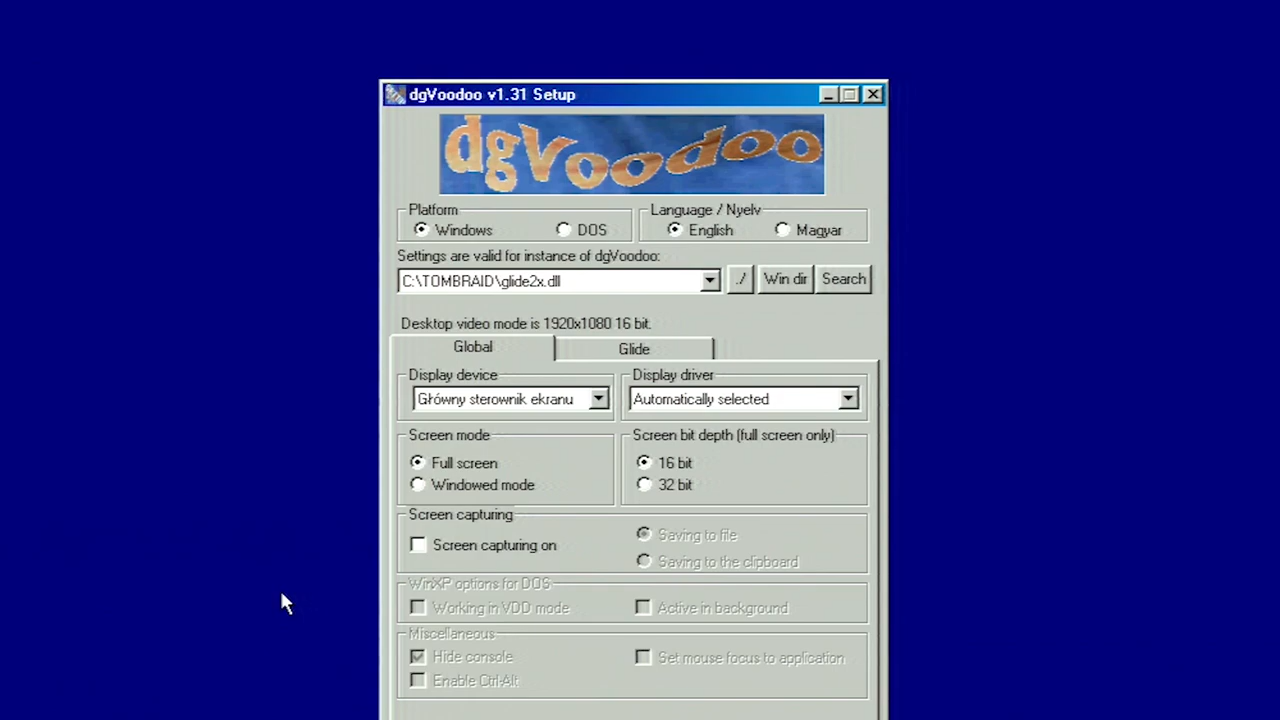 dgVoodoo v1.31 Setup
dgVoodoo
Platform
Language / Nyelv
Windows
DOS
English
Magyar
Settings are valid for instance of dgVoodoo:
C:\TOMBRAID\glide2x.dll
./
Win dir
Search
Desktop video mode is 1920x1080 16 bit.
Global
Glide
Display device
Display driver
Główny sterownik ekranu
Automatically selected
Screen mode
Screen bit depth (full screen only)
Full screen
16 bit
Windowed mode
32 bit
Screen capturing
Saving to file
Screen capturing on
Saving to the clipboard
WinXP options for DOS
Working in VDD mode
Active in background
Miscellaneous
Hide console
Set mouse focus to application
Enable Ctrl-Alt